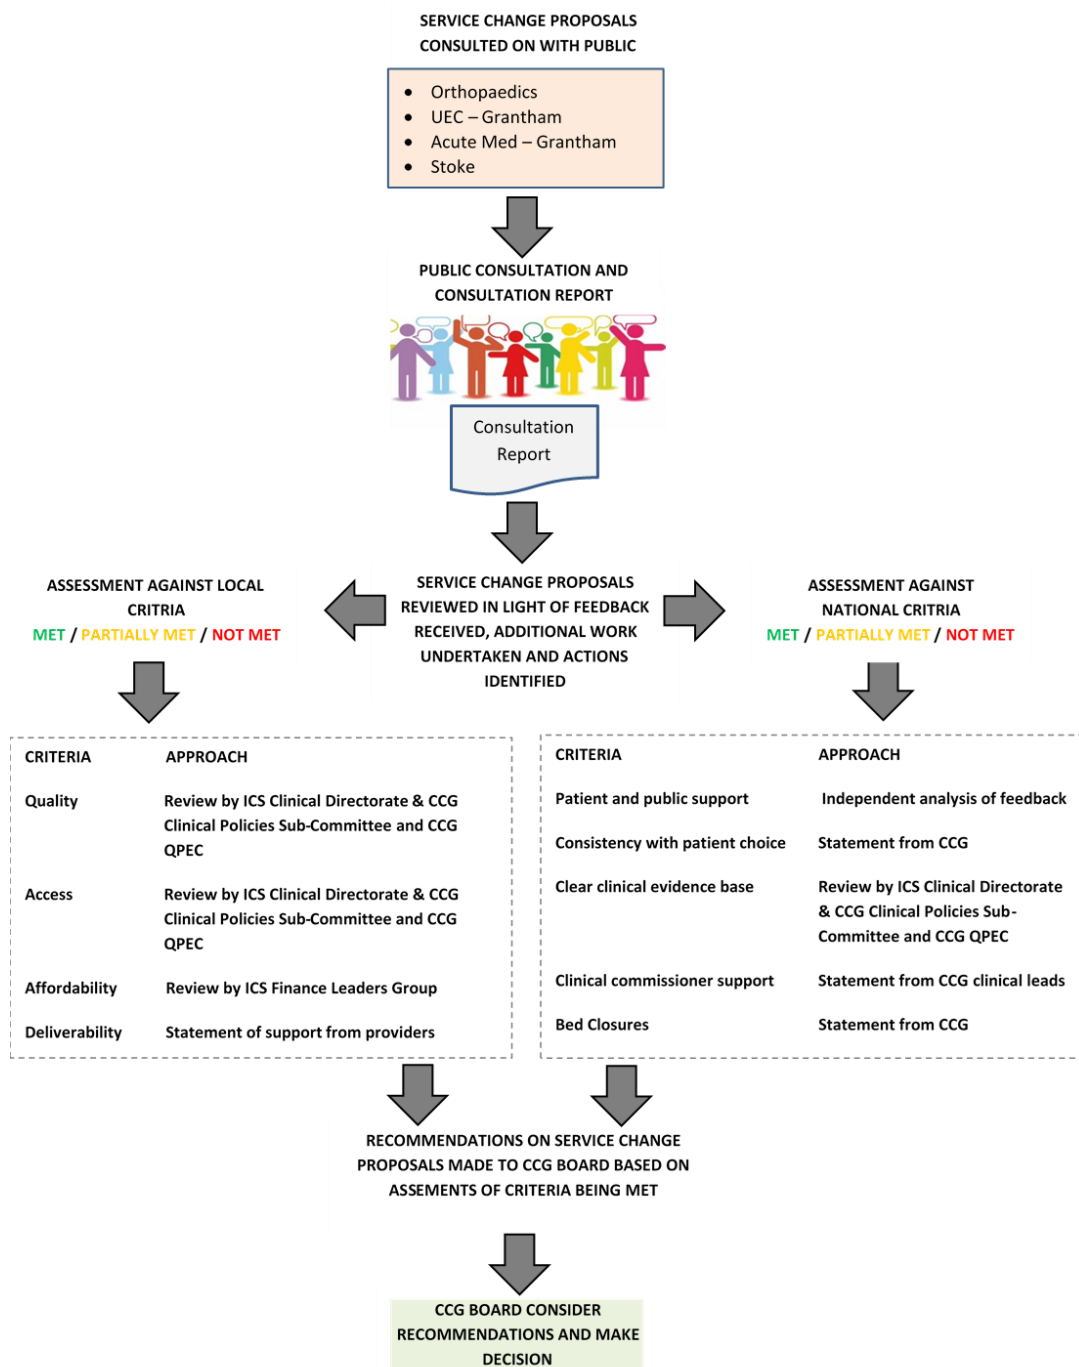 SERVICE CHANGE PROPOSALS
CONSULTED ON WITH PUBLIC
• Orthopaedics
• UEC – Grantham
• Acute Med – Grantham
• Stoke
PUBLIC CONSULTATION AND
CONSULTATION REPORT
Consultation
Report
SERVICE CHANGE PROPOSALS
REVIEWED IN LIGHT OF FEEDBACK
RECEIVED, ADDITIONAL WORK
UNDERTAKEN AND ACTIONS
IDENTIFIED
ASSESSMENT AGAINST LOCAL
CRITRIA
MET / PARTIALLY MET / NOT MET
ASSESSMENT AGAINST
NATIONAL CRITRIA
MET / PARTIALLY MET / NOT MET
CRITERIA APPROACH
Quality Review by ICS Clinical Directorate & CCG
Clinical Policies Sub-Committee and CCG
QPEC
Access Review by ICS Clinical Directorate & CCG
Clinical Policies Sub-Committee and CCG
QPEC
Affordability Review by ICS Finance Leaders Group
Deliverability Statement of support from providers
CRITERIA APPROACH
Patient and public support Independent analysis of feedback
Consistency with patient choice Statement from CCG
Clear clinical evidence base Review by ICS Clinical Directorate
& CCG Clinical Policies Sub-
Committee and CCG QPEC
Clinical commissioner support Statement from CCG clinical leads
Bed Closures Statement from CCG
RECOMMENDATIONS ON SERVICE CHANGE
PROPOSALS MADE TO CCG BOARD BASED ON
ASSEMENTS OF CRITERIA BEING MET
CCG BOARD CONSIDER
RECOMMENDATIONS AND MAKE
DECISION